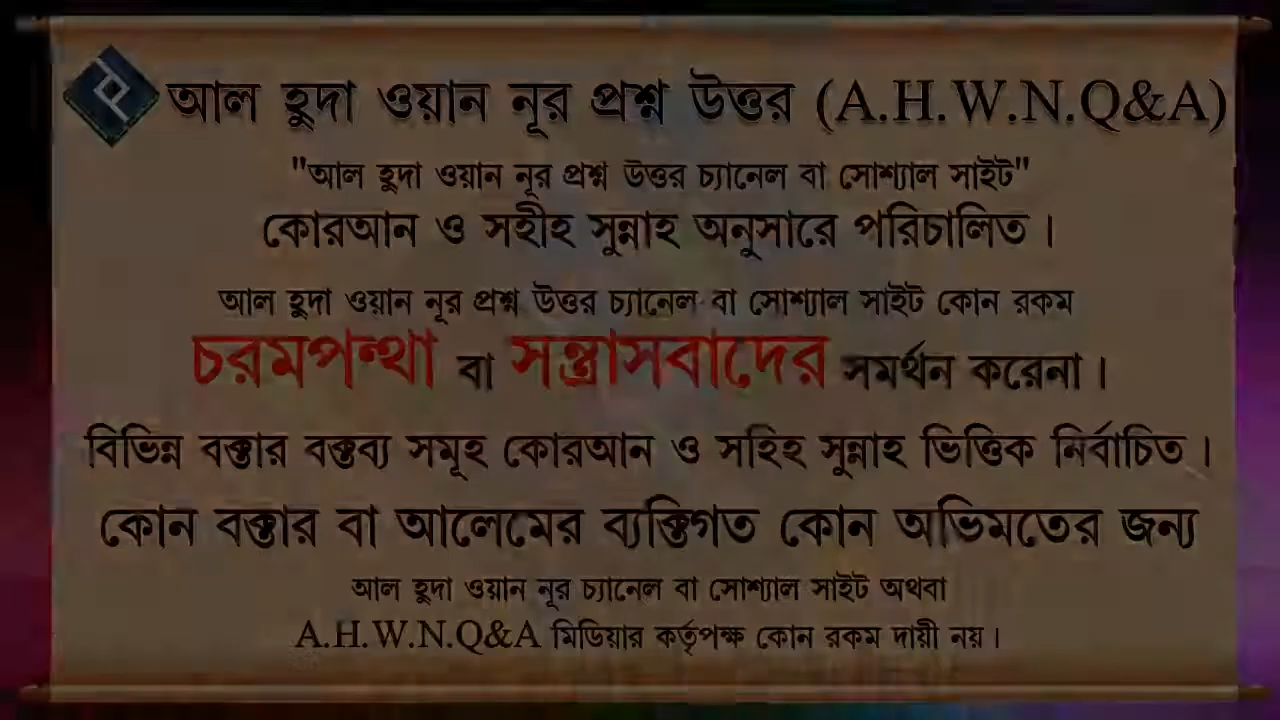 আল হুদা ওয়ান নূর প্রশ্ন উত্তর (A.H.W.N.Q&A)
"আল হুদা ওয়ান নূর প্রশ্ন উত্তর চ্যানেল বা সোশ্যাল সাইট"
কোরআন ও সহীহ সুন্নাহ অনুসারে পরিচালিত।
আল হুদা ওয়ান নূর প্রশ্ন উত্তর চ্যানেল বা সোশ্যাল সাইট কোন রকম
চরমপন্থা বা সন্ত্রাসবাদের সমর্থন করেনা।
বিভিন্ন বক্তার বক্তব্য সমূহ কোরআন ও সহিহ সুন্নাহ ভিত্তিক নির্বাচিত।
কোন বক্তার বা আলেমের ব্যক্তিগত কোন অভিমতের জন্য
আল হুদা ওয়ান নূর চ্যানেল বা সোশ্যাল সাইট অথবা
A.H.W.N.Q&A মিডিয়ার কর্তৃপক্ষ কোন রকম দায়ী নয়।